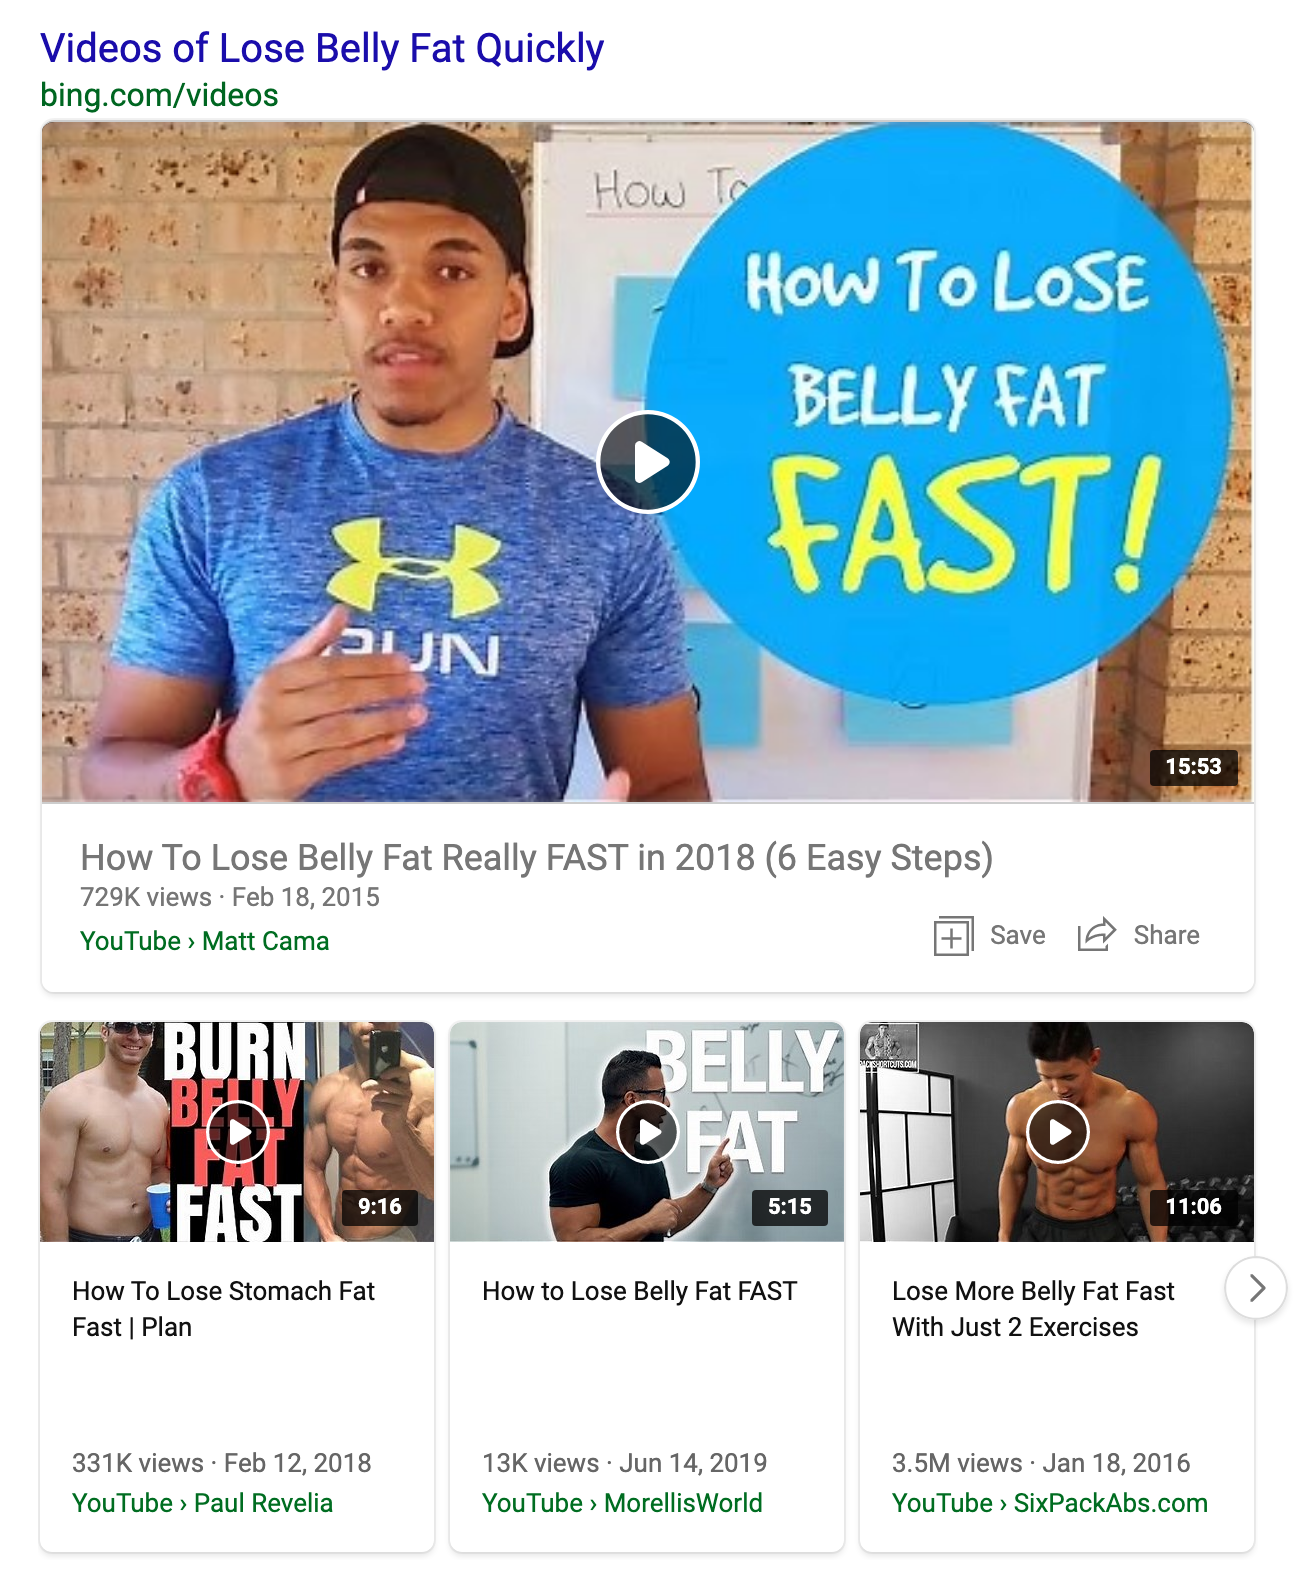 Videos of Lose Belly Fat Quickly
bing.com/videos
How To
HOW TO LOSE
BELLY FAT
FAST!
RUN
15:53
How To Lose Belly Fat Really FAST in 2018 (6 Easy Steps)
729K views · Feb 18, 2015
YouTube › Matt Cama
Save
Share
BURN
BELLY
FAT
FAST
9:16
How To Lose Stomach Fat
Fast | Plan
331K views · Feb 12, 2018
YouTube › Paul Revelia
BELLY
FAT
5:15
How to Lose Belly Fat FAST
13K views · Jun 14, 2019
YouTube › MorellisWorld
11:06
Lose More Belly Fat Fast
With Just 2 Exercises
3.5M views · Jan 18, 2016
YouTube › SixPackAbs.com